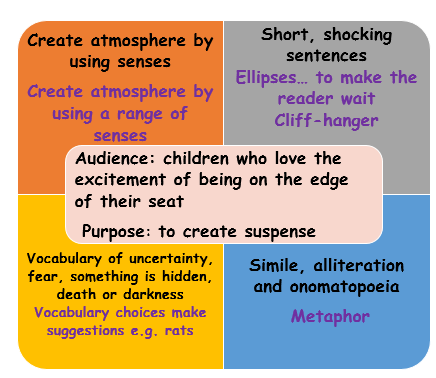 Create atmosphere by
using senses
Create atmosphere by
using a range of
senses
Short, shocking
sentences
Ellipses… to make the
reader wait
Cliff-hanger
Audience: children who love the
excitement of being on the edge
of their seat
Purpose: to create suspense
Vocabulary of uncertainty,
fear, something is hidden,
death or darkness
Vocabulary choices make
suggestions e.g. rats
Simile, alliteration
and onomatopoeia
Metaphor